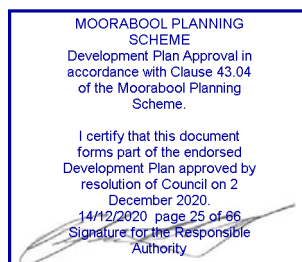 MOORABOOL PLANNING
SCHEME
Development Plan Approval in
accordance with Clause 43.04
of the Moorabool Planning
Scheme.
I certify that this document
forms part of the endorsed
Development Plan approved by
resolution of Council on 2
December 2020.
14/12/2020  page 25 of 66
Signature for the Responsible
Authority